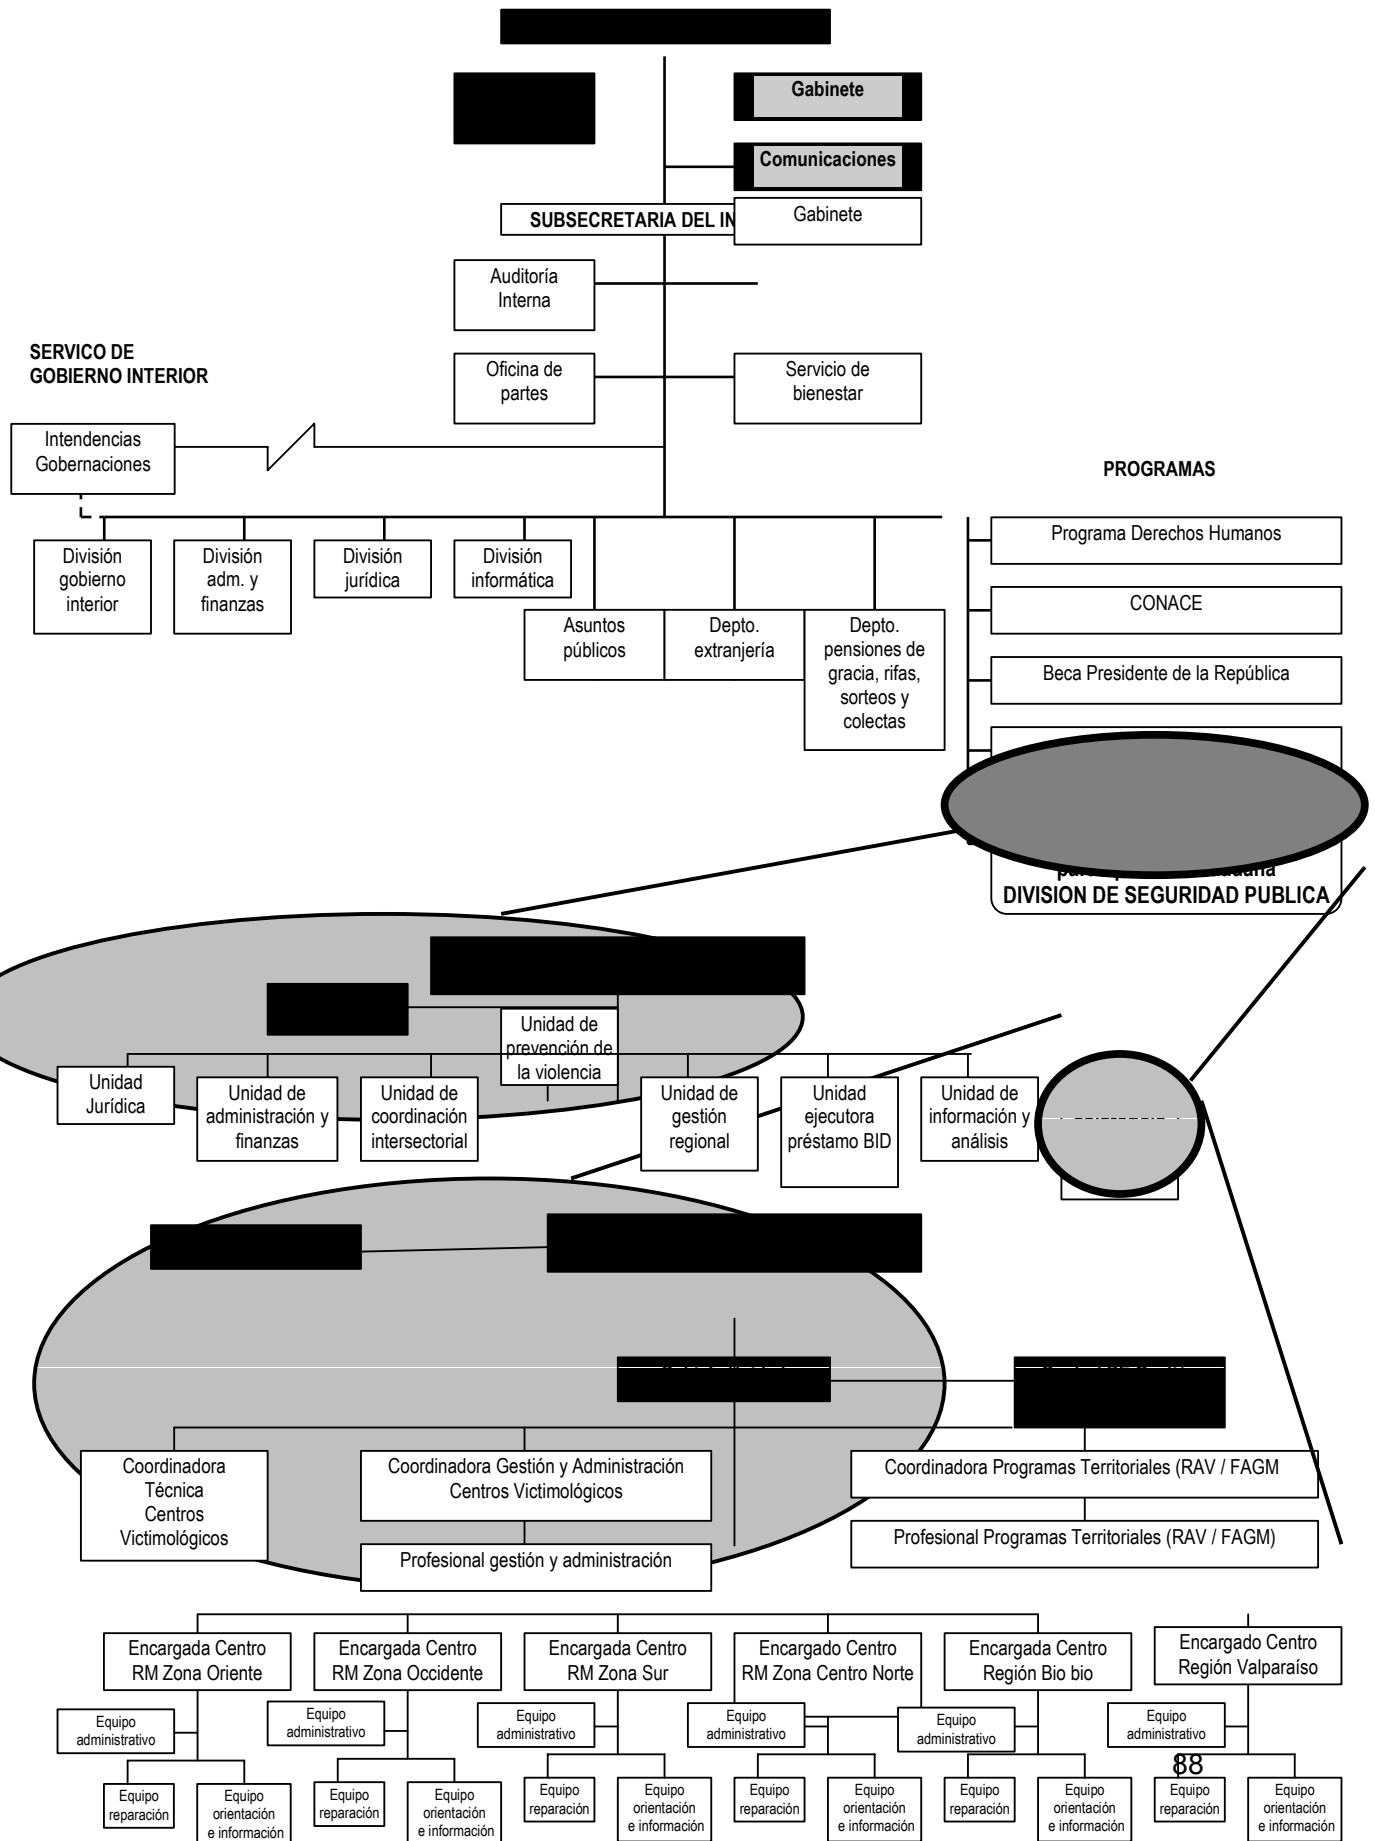 Gabinete
Comunicaciones
SUBSECRETARIA DEL IN
Gabinete
Auditoría
Interna
SERVICO DE
GOBIERNO INTERIOR
Oficina de
partes
Servicio de
bienestar
Intendencias
Gobernaciones
PROGRAMAS
Programa Derechos Humanos
CONACE
Beca Presidente de la República
División
gobierno
interior
División
adm. y
finanzas
División
jurídica
División
informática
Asuntos
públicos
Depto.
extranjería
Depto.
pensiones de
gracia, rifas,
sorteos y
colectas
DIVISION DE SEGURIDAD PUBLICA
Unidad de
prevención de
la violencia
Unidad
Jurídica
Unidad de
administración y
finanzas
Unidad de
coordinación
intersectorial
Unidad de
gestión
regional
Unidad
ejecutora
préstamo BID
Unidad de
información y
análisis
Coordinadora
Técnica
Centros
Victimológicos
Coordinadora Gestión y Administración
Centros Victimológicos
Coordinadora Programas Territoriales (RAV / FAGM
Profesional gestión y administración
Profesional Programas Territoriales (RAV / FAGM)
Encargada Centro
RM Zona Oriente
Encargada Centro
RM Zona Occidente
Encargada Centro
RM Zona Sur
Encargado Centro
RM Zona Centro Norte
Encargada Centro
Región Bio bio
Encargado Centro
Región Valparaíso
Equipo
administrativo
Equipo
administrativo
Equipo
administrativo
Equipo
administrativo
Equipo
administrativo
Equipo
administrativo
88
Equipo
reparación
Equipo
orientación
e información
Equipo
reparación
Equipo
orientación
e información
Equipo
reparación
Equipo
orientación
e información
Equipo
reparación
Equipo
orientación
e información
Equipo
reparación
Equipo
orientación
e información
Equipo
reparación
Equipo
orientación
e información